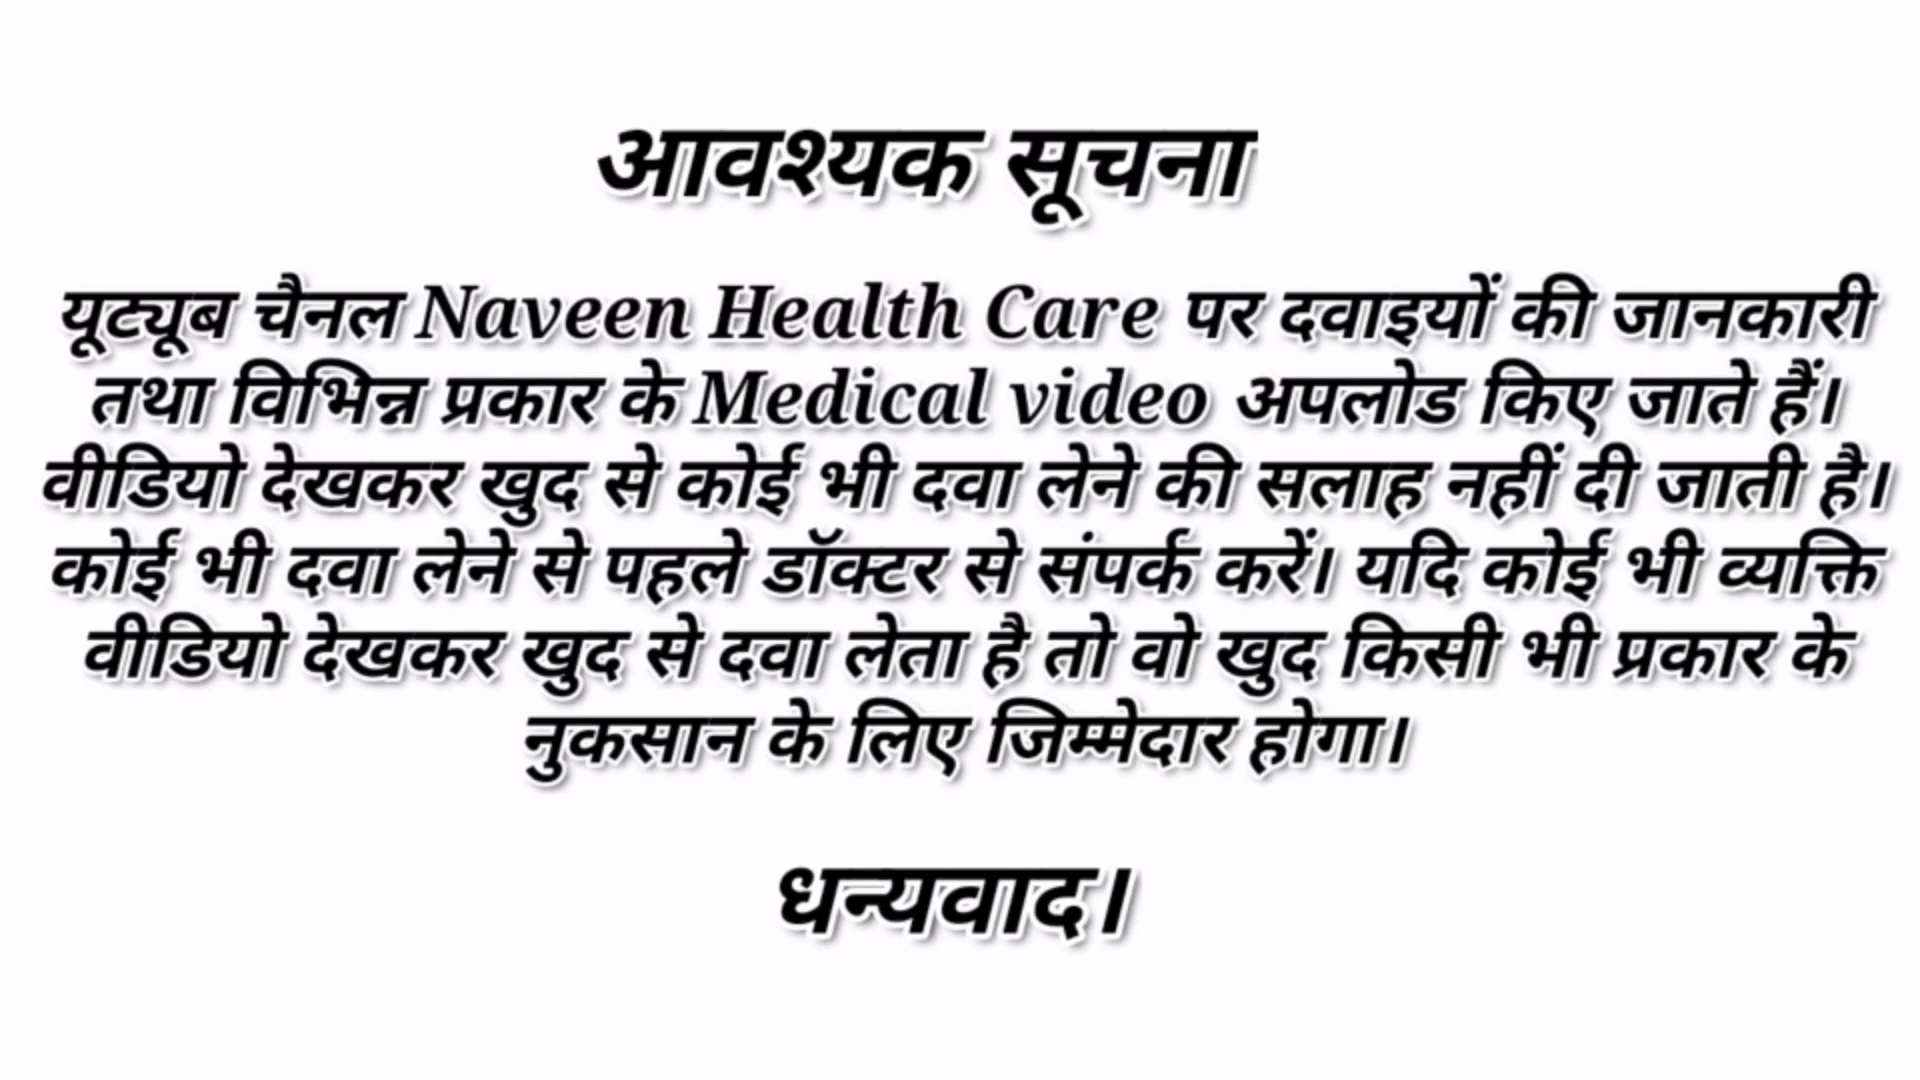 आवश्यक सूचना
यूट्यूब चैनल Naveen Health Care पर दवाइयों की जानकारी
तथा विभिन्न प्रकार के Medical video अपलोड किए जाते हैं।
वीडियो देखकर खुद से कोई भी दवा लेने की सलाह नहीं दी जाती है।
कोई भी दवा लेने से पहले डॉक्टर से संपर्क करें। यदि कोई भी व्यक्ति
वीडियो देखकर खुद से दवा लेता है तो वो खुद किसी भी प्रकार के
नुकसान के लिए जिम्मेदार होगा।
धन्यवाद।